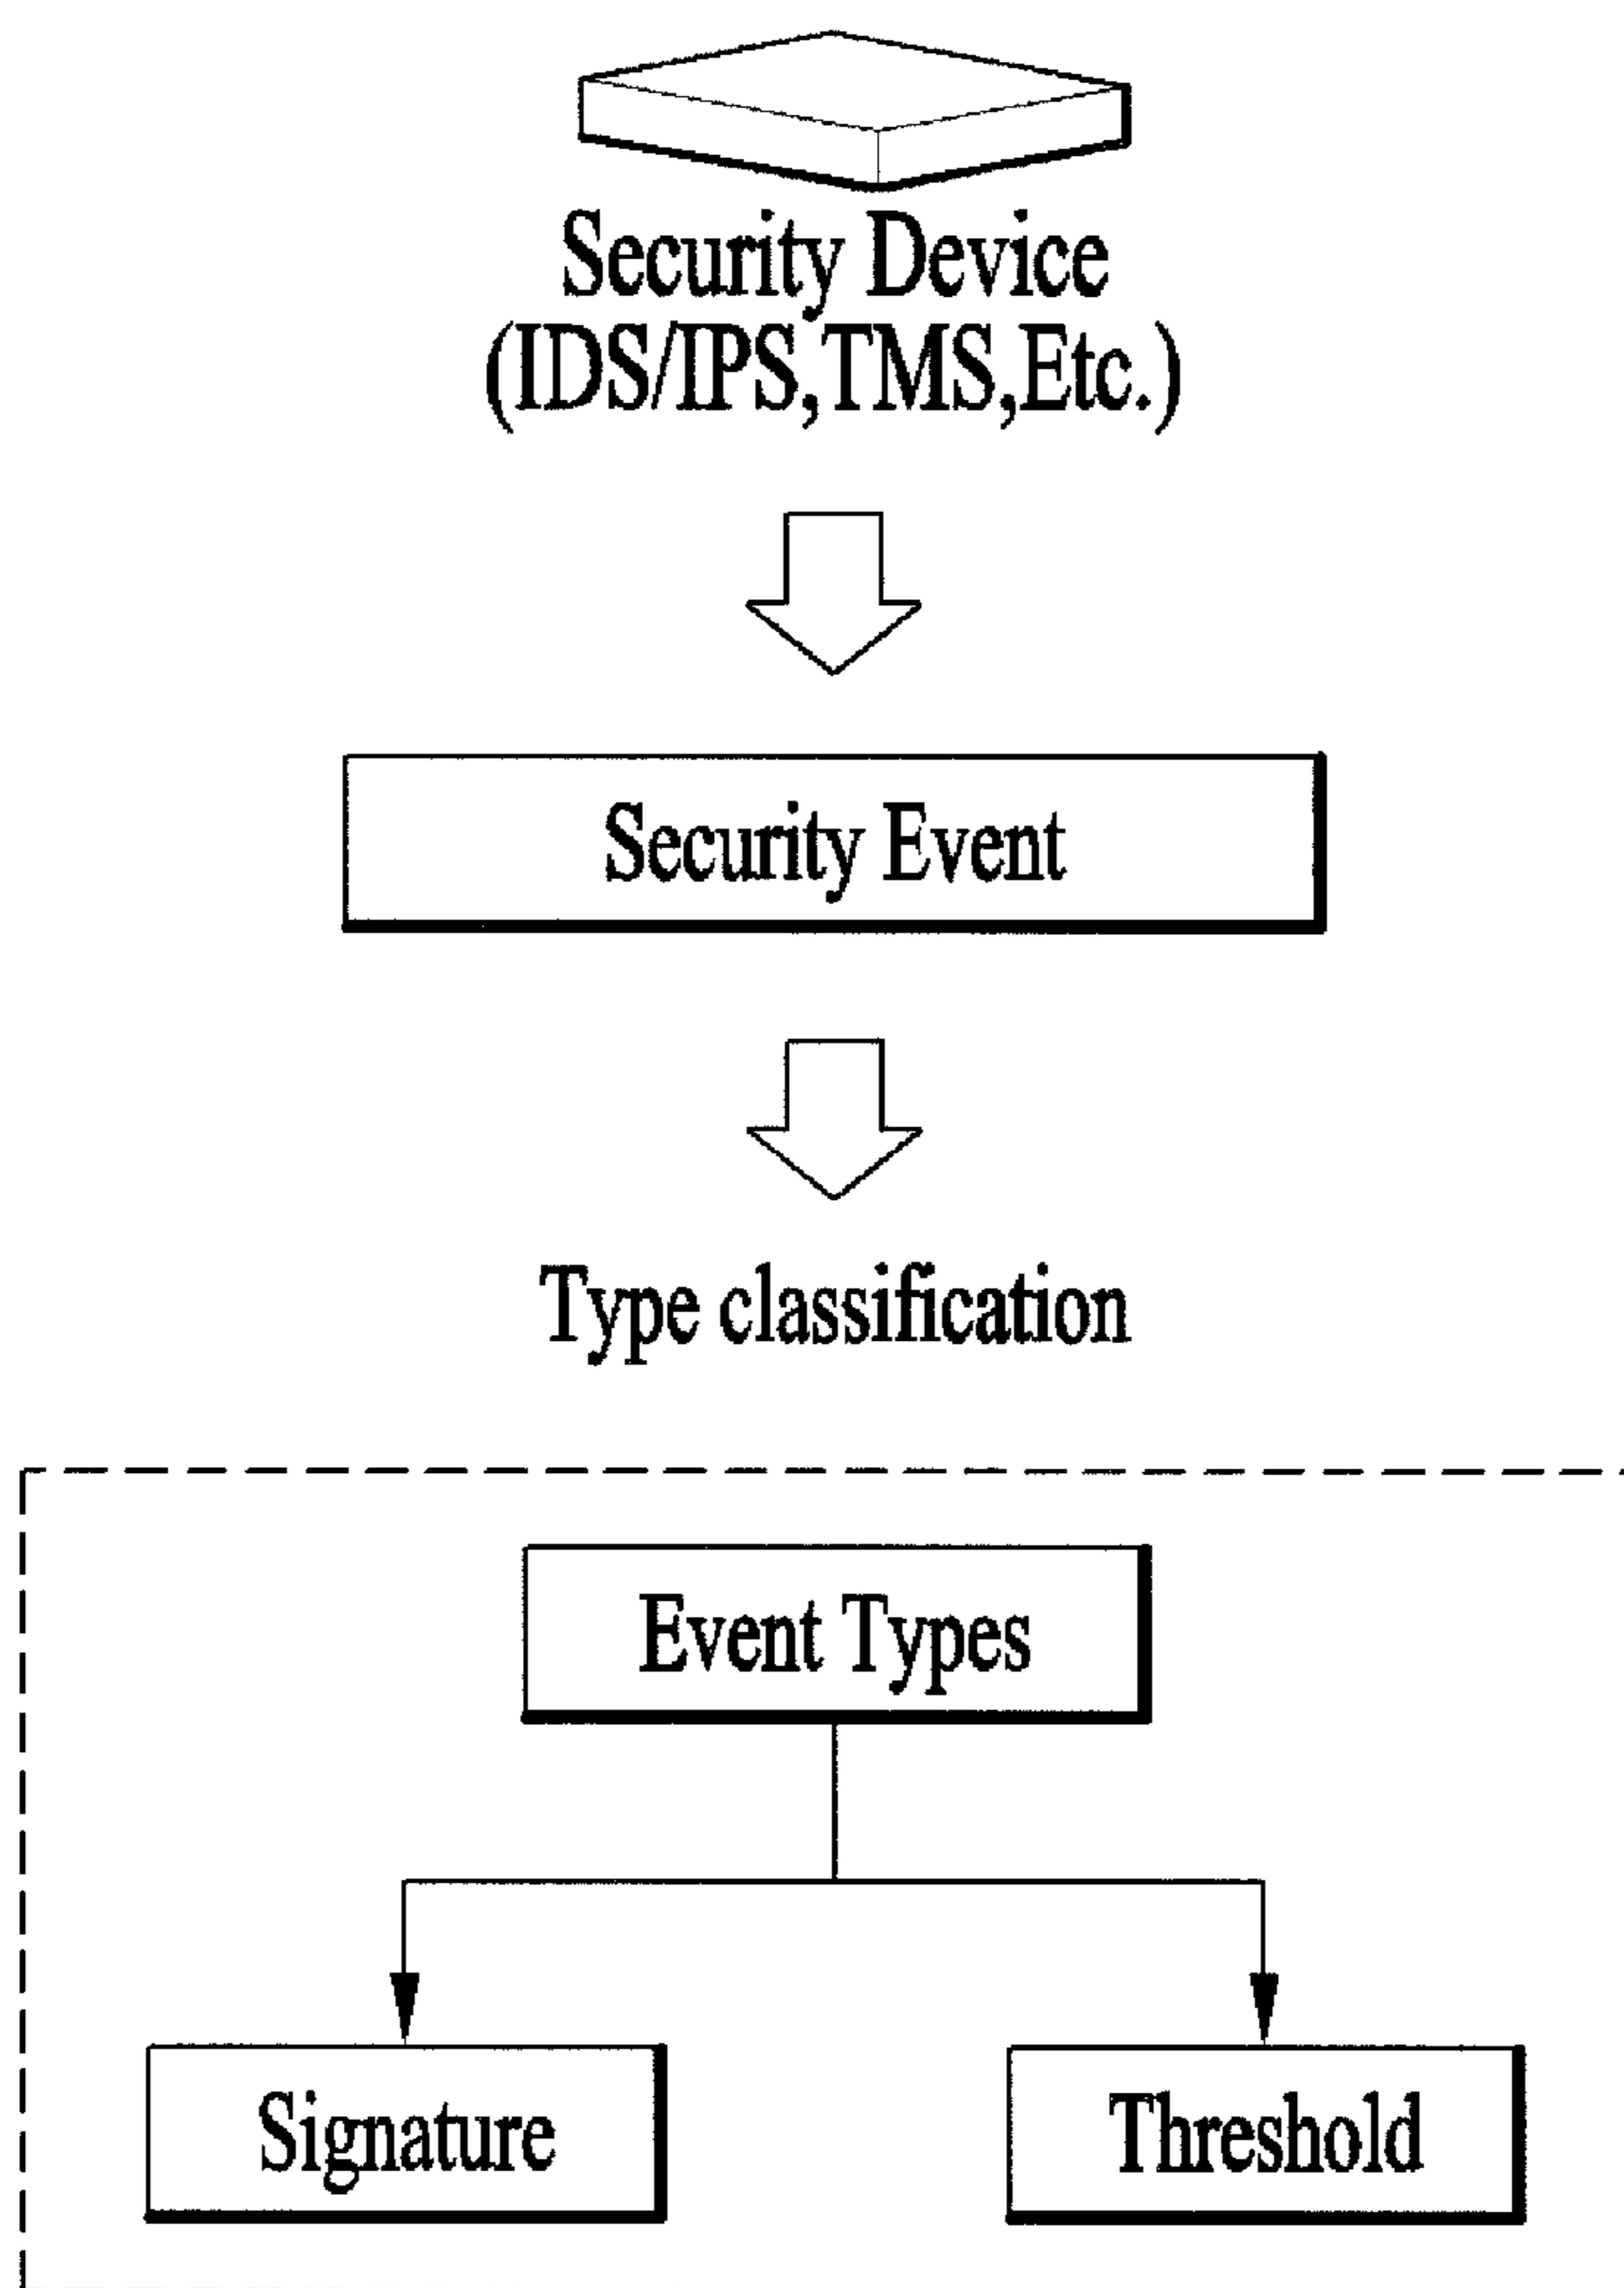 Security Device
(IDS/IPS,TMS,Etc.)
Security Event
Type classification
Event Types
Signature
Threshold